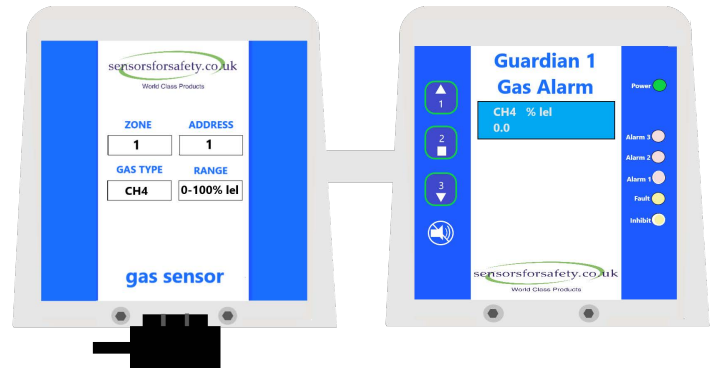 sensorsforsafety.co.uk
World Class Products
ZONE ADDRESS
1 1
GAS TYPE RANGE
CH4 0-100% lel
gas sensor
Guardian 1
Gas Alarm
CH4 % lel
0.0
1
2
3
Power
Alarm 3
Alarm 2
Alarm 1
Fault
Inhibit
sensorsforsafety.co.uk
World Class Products